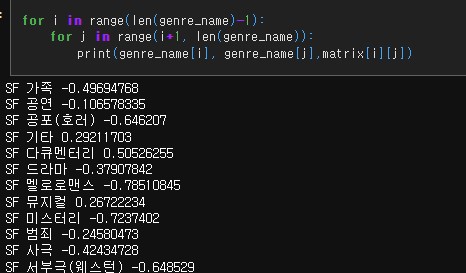 for i in range(len(genre_name)-1):
for j in range(i+1, len(genre_name)):
print(genre_name[i], genre_name[j],matrix[i][j])
SF 가족 -0.49694768
SF 공연 -0.106578335
SF 공포(호러) -0.646207
SF 기타 0.29211703
SF 다큐멘터리 0.50526255
SF 드라마 -0.37907842
SF 멜로로맨스 -0.78510845
SF 뮤지컬 0.26722234
SF 미스터리 -0.7237402
SF 범죄 -0.24580473
SF 사극 -0.42434728
SF 서부극(웨스턴) -0.648529